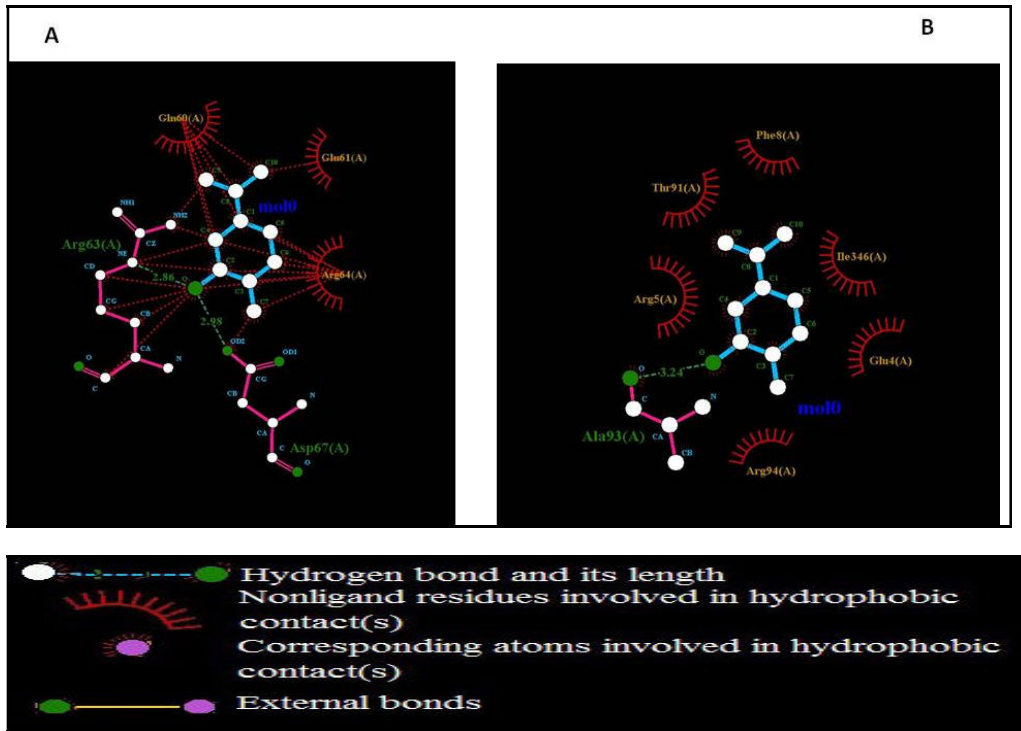 A
B
Gln60(A)
Glu61(A)
C9
C10
C8
mol0
C1
NH1
NH2
CZ
Arg63(A)
NE
C4
C5
C2
C6
CD
2.86
O
C3
Arg64(A)
CG
C7
CB
2.98
OD2
CA
O
N
C
CG
OD1
CB
N
CA
Asp67(A)
C
O
Phe8(A)
Thr91(A)
C9
C10
C8
Ile346(A)
Arg5(A)
C1
C4
C5
C2
C6
O
C3
Glu4(A)
O
3.24
C7
C
N
mol0
Ala93(A)
CA
CB
Arg94(A)
Hydrogen bond and its length
Nonligand residues involved in hydrophobic
contact(s)
Corresponding atoms involved in hydrophobic
contact(s)
External bonds